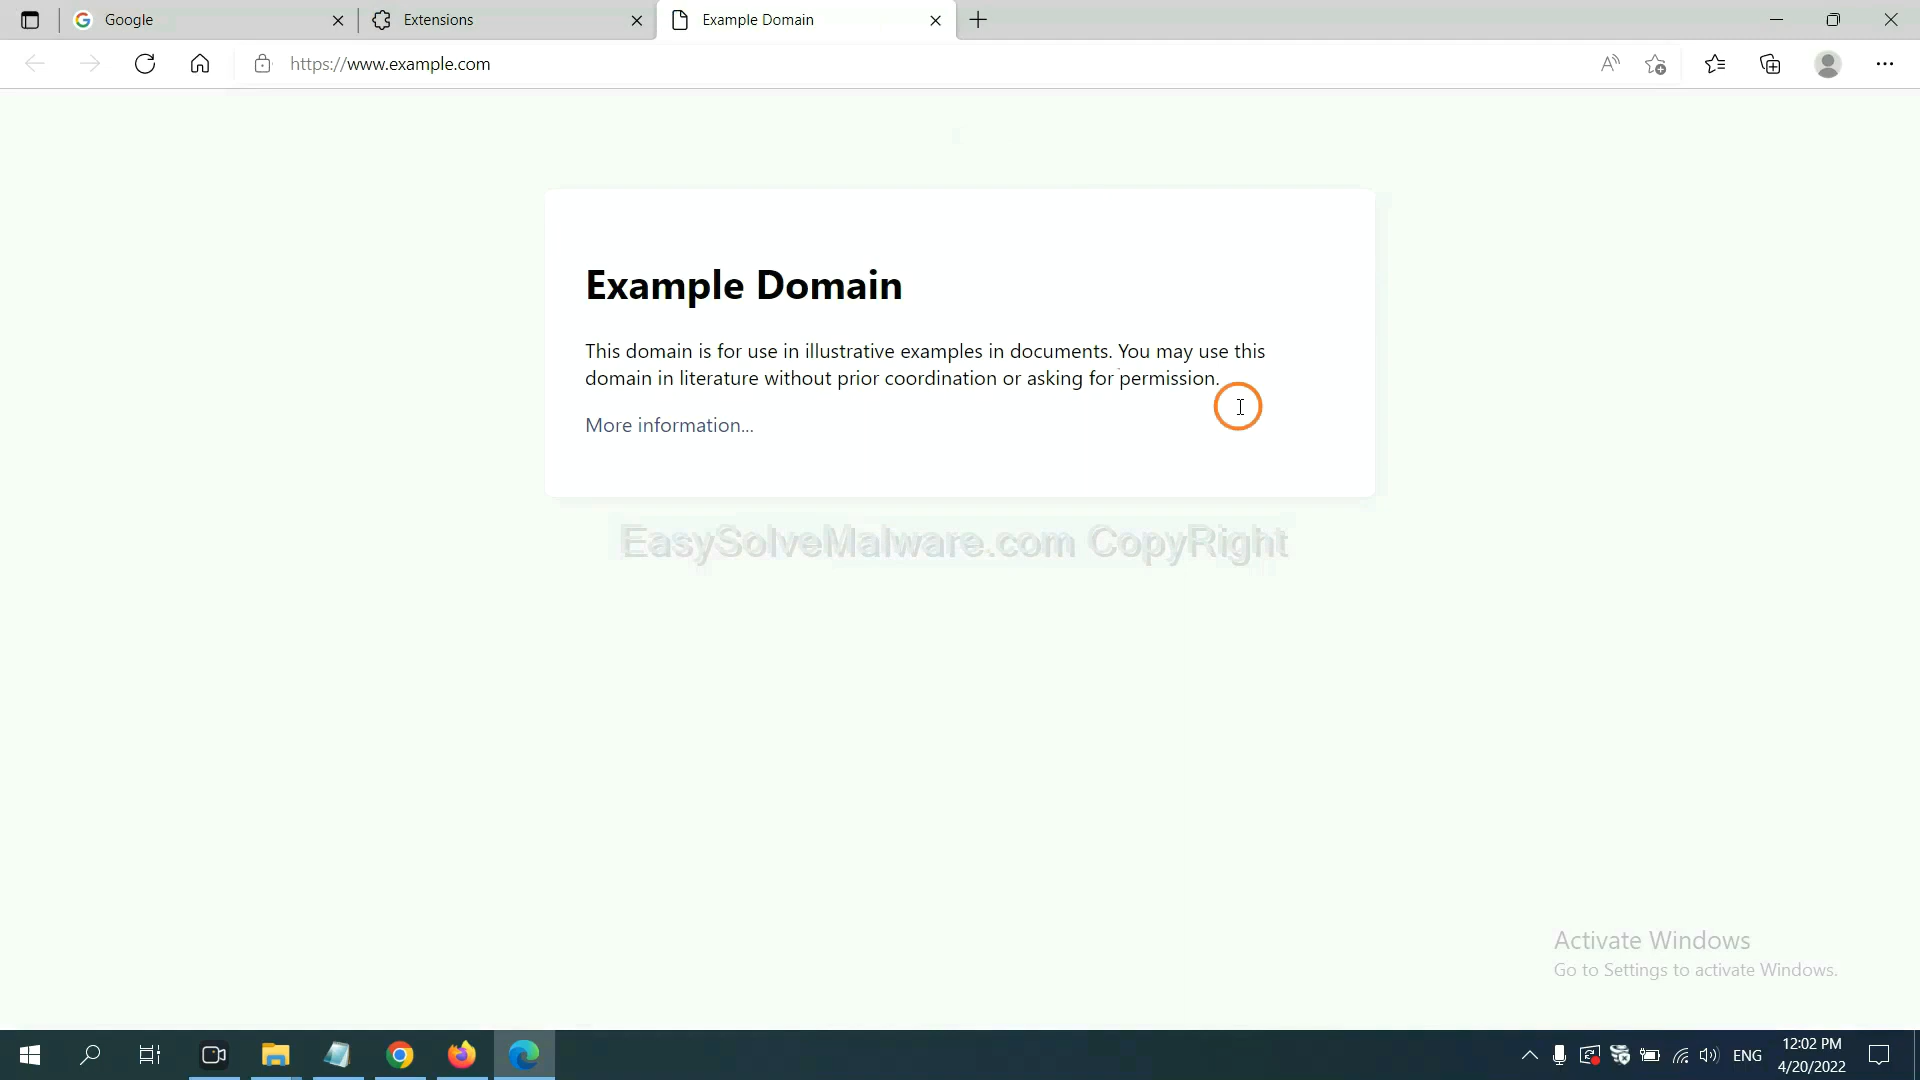 Google
Extensions
Example Domain
https://www.example.com
Example Domain
This domain is for use in illustrative examples in documents. You may use this
domain in literature without prior coordination or asking for permission.
More information...
EasySolveMalware.com CopyRight
Activate Windows
Go to Settings to activate Windows.
ENG
12:02 PM
4/20/2022